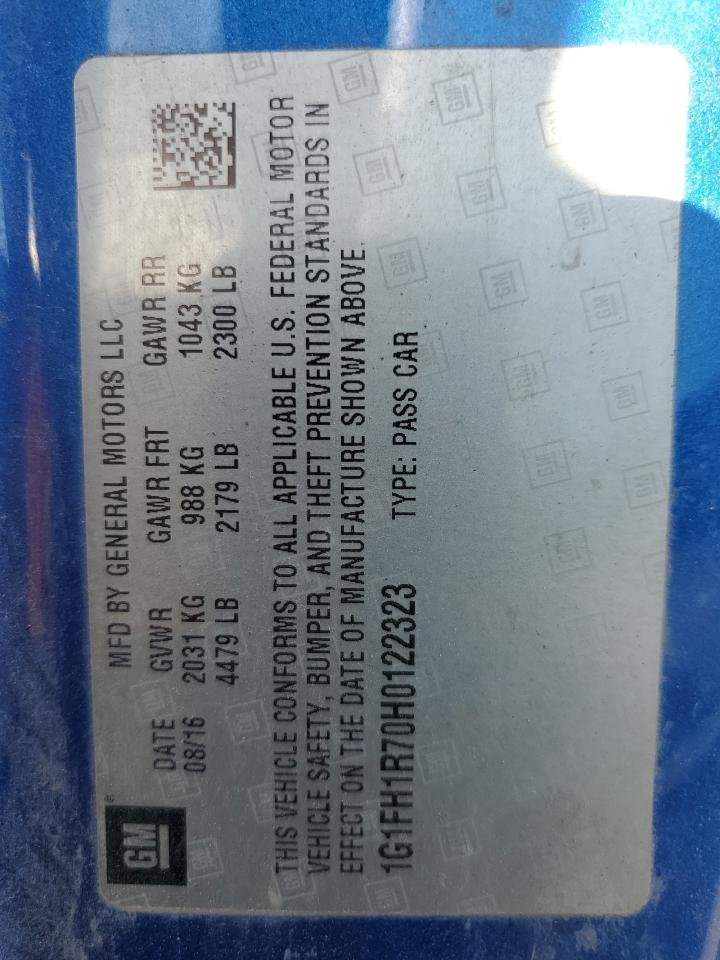 GM
MFD BY GENERAL MOTORS LLC
DATE GVWR GAWR FRT GAWR RR
08/16 2031 KG 988 KG 1043 KG
4479 LB 2179 LB 2300 LB
THIS VEHICLE CONFORMS TO ALL APPLICABLE U.S. FEDERAL MOTOR
VEHICLE SAFETY, BUMPER, AND THEFT PREVENTION STANDARDS IN
EFFECT ON THE DATE OF MANUFACTURE SHOWN ABOVE.
1G1FH1R70H0122323 TYPE: PASS CAR